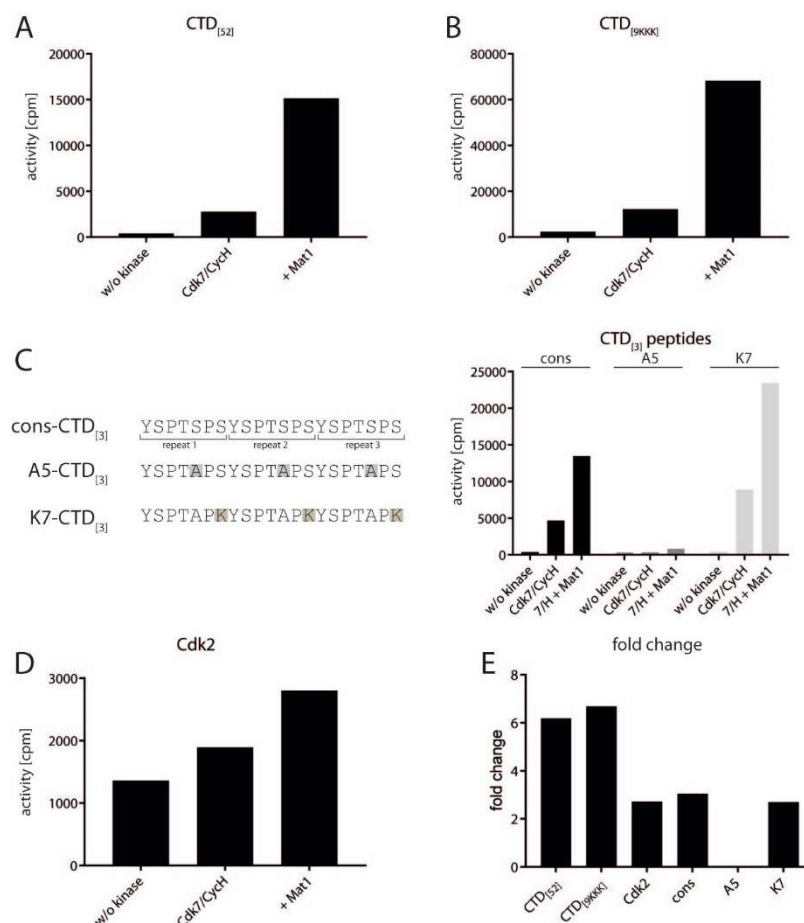 A
CTD[52]
activity [cpm]
20000
15000
10000
5000
0
w/o kinase
Cdk7/CycH
+ Mat1
B
CTD[9KKK]
activity [cpm]
80000
60000
40000
20000
0
w/o kinase
Cdk7/CycH
+ Mat1
C
cons-CTD[3]
YSPTSPSYSPTSPSYSPTSPS
repeat 1
repeat 2
repeat 3
A5-CTD[3]
YSPTAPSYSPTAPSYSPTAPS
K7-CTD[3]
YSPTAPKYSPTAPKYSPTAPK
CTD[3] peptides
cons
A5
K7
activity [cpm]
25000
20000
15000
10000
5000
0
w/o kinase
Cdk7/CycH
7/H + Mat1
w/o kinase
Cdk7/CycH
7/H + Mat1
w/o kinase
Cdk7/CycH
7/H + Mat1
D
Cdk2
activity [cpm]
3000
2000
1000
0
w/o kinase
Cdk7/CycH
+ Mat1
E
fold change
fold change
8
6
4
2
0
CTD[52]
CTD[9KKK]
Cdk2
cons
A5
K7